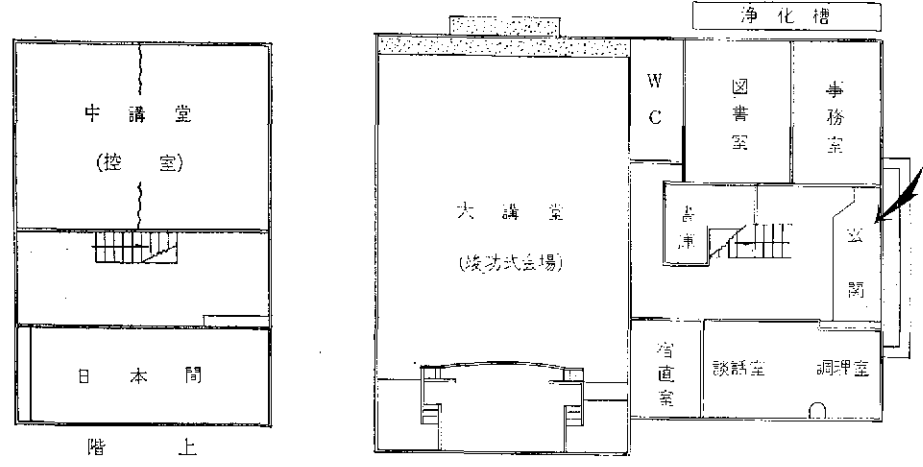 中講堂
(控室)
日本間
階上
浄化槽
WC
図書室
事務室
大講堂
(竣功式会場)
書庫
玄関
宿直室
談話室
調理室